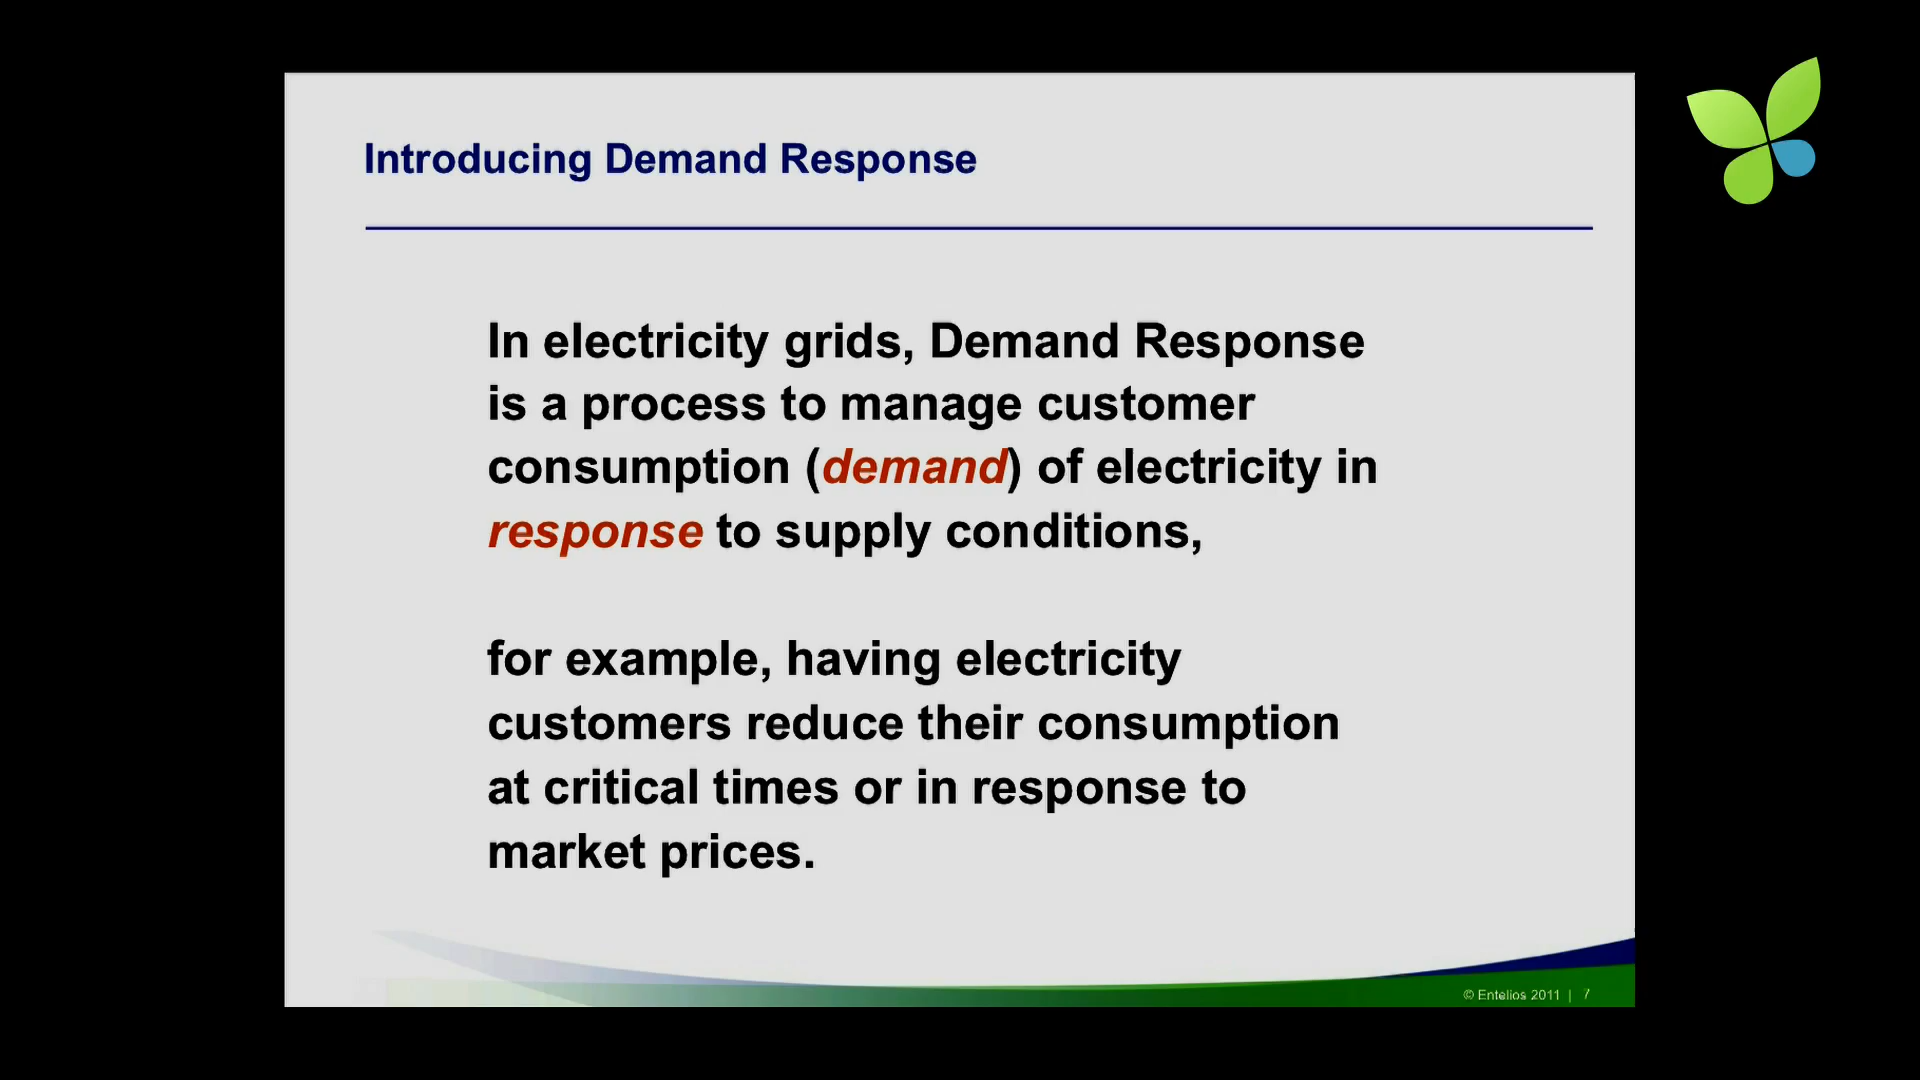 Introducing Demand Response
In electricity grids, Demand Response
is a process to manage customer
consumption (demand) of electricity in
response to supply conditions,
for example, having electricity
customers reduce their consumption
at critical times or in response to
market prices.
© Entelios 2011 | 7